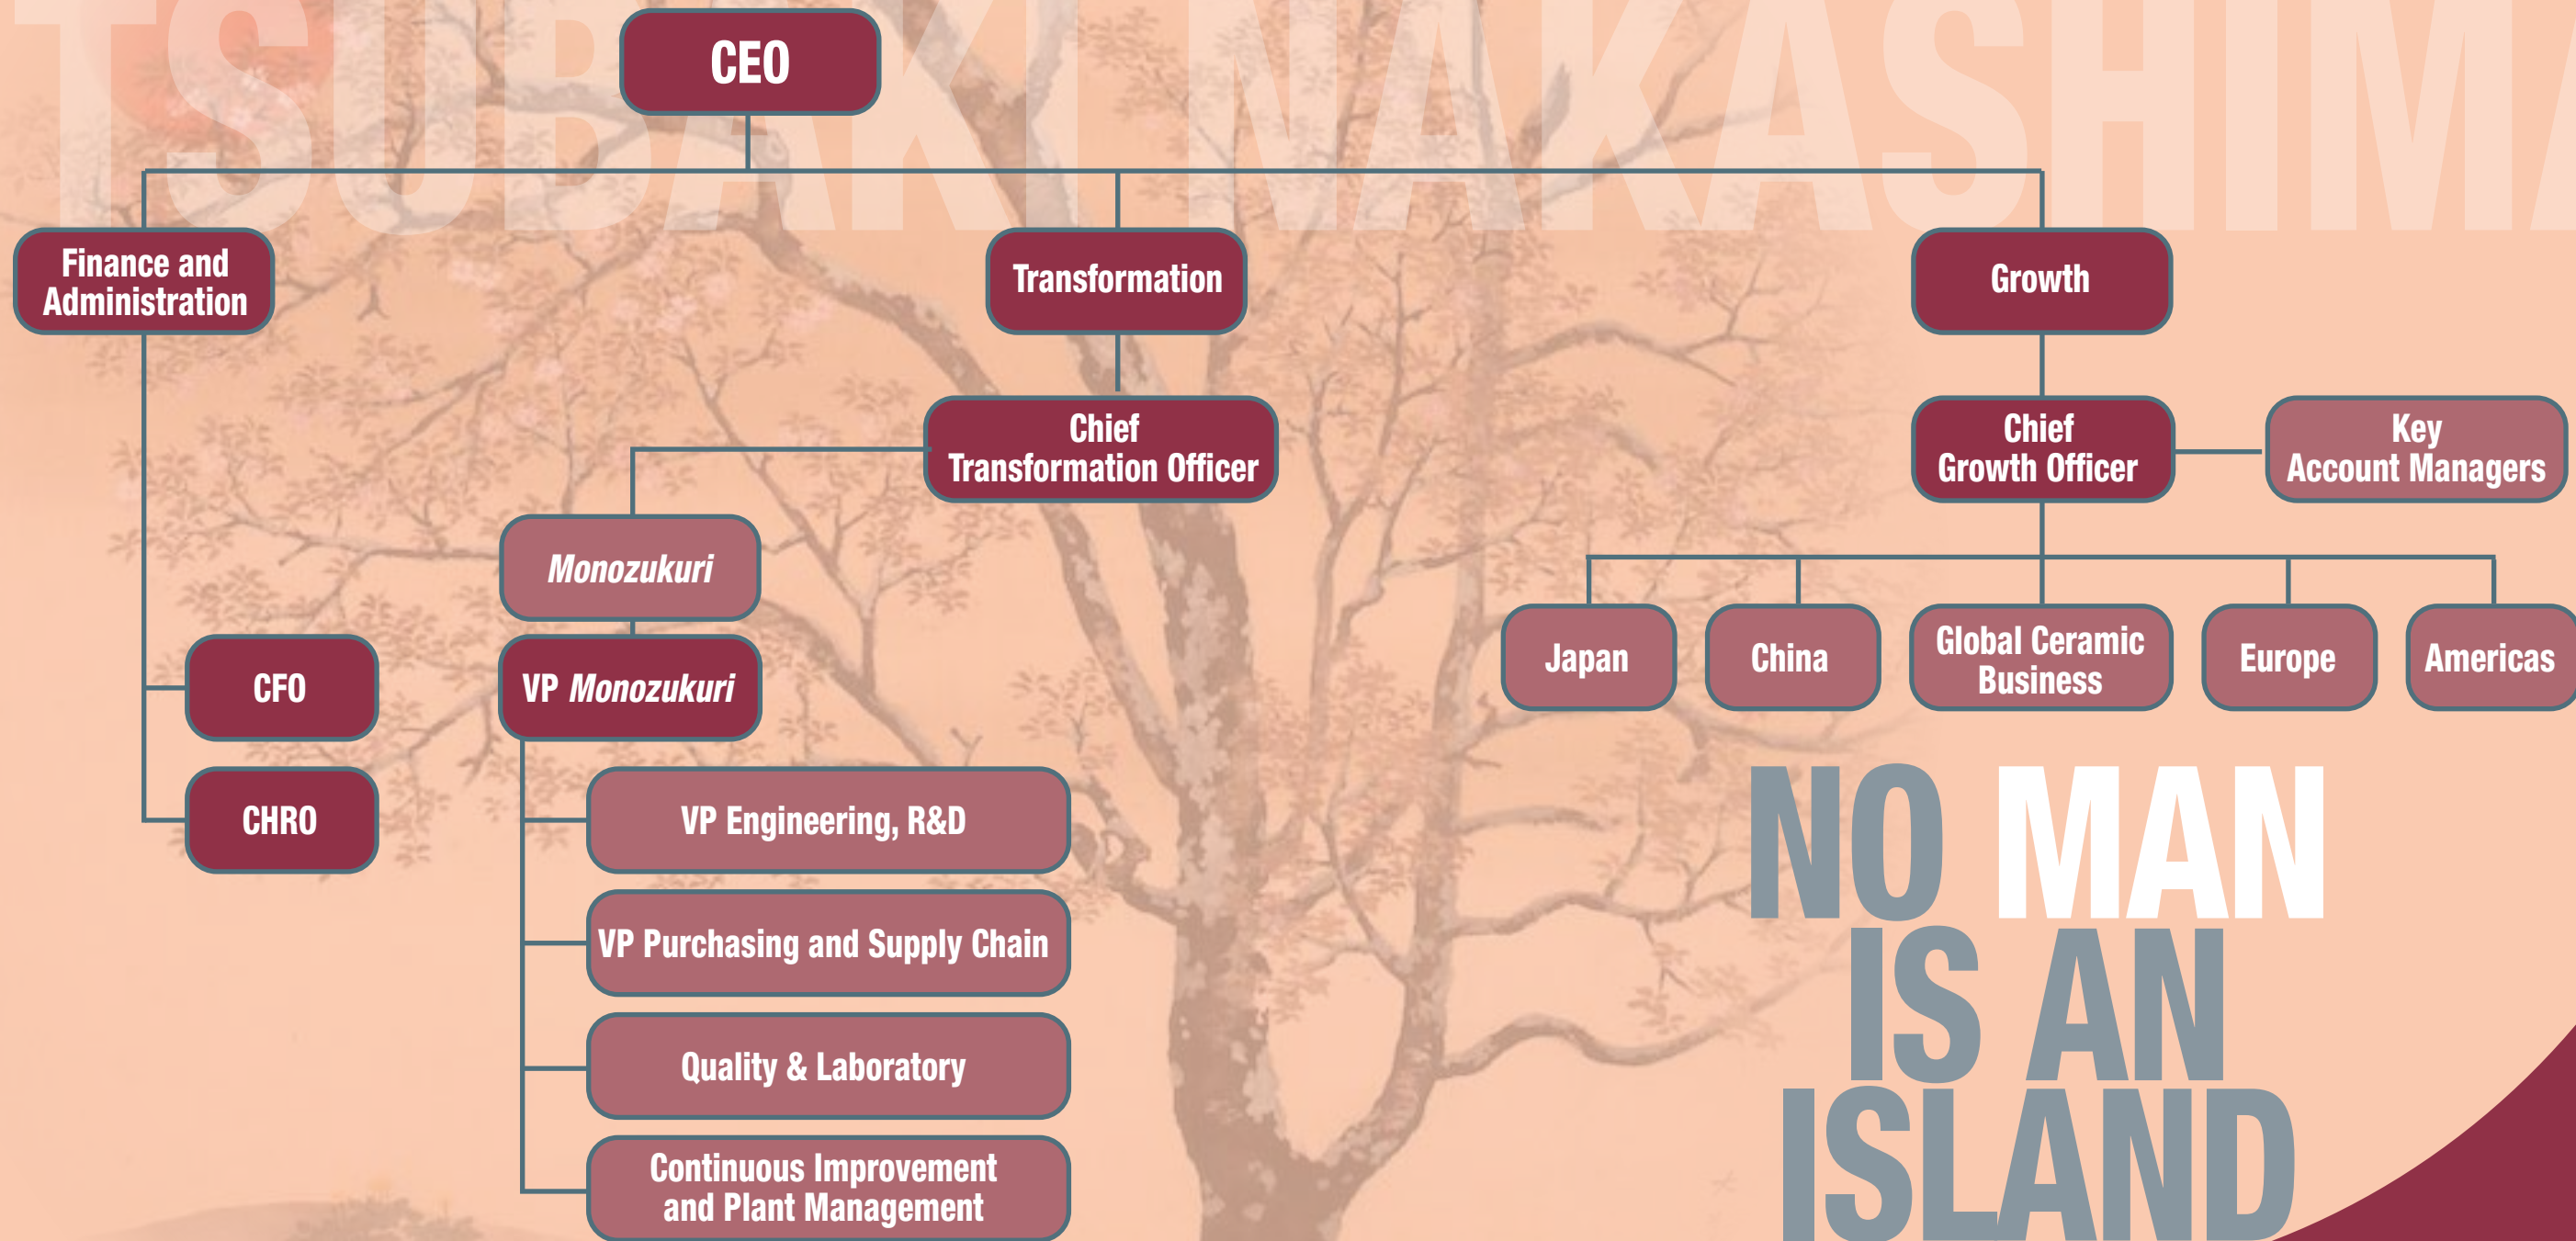 TSUBAKI NAKASHIMA
CEO
Finance and
Administration
Transformation
Growth
Chief
Transformation Officer
Chief
Growth Officer
Key
Account Managers
Monozukuri
Japan
China
Global Ceramic
Business
Europe
Americas
CFO
VP Monozukuri
CHRO
VP Engineering, R&D
VP Purchasing and Supply Chain
Quality & Laboratory
Continuous Improvement
and Plant Management
NO MAN
IS AN
ISLAND